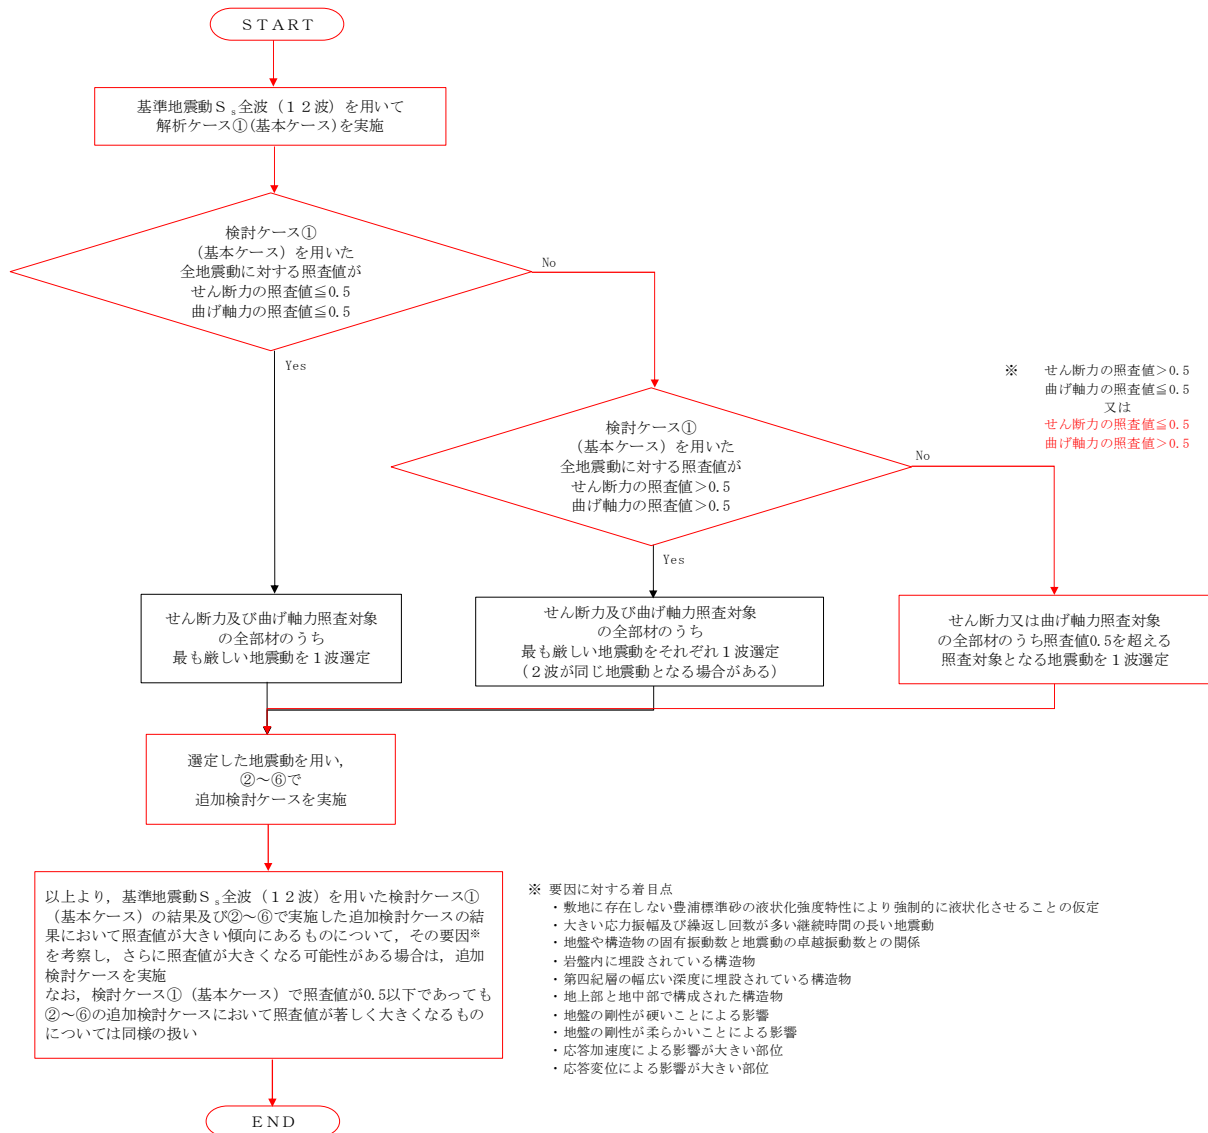 ＳＴＡＲＴ
基準地震動Ｓｓ全波（１２波）を用いて
解析ケース①(基本ケース)を実施
検討ケース①
（基本ケース）を用いた
全地震動に対する照査値が
せん断力の照査値≦0.5
曲げ軸力の照査値≦0.5
No
Yes
※　せん断力の照査値＞0.5
曲げ軸力の照査値≦0.5
又は
せん断力の照査値≦0.5
曲げ軸力の照査値＞0.5
検討ケース①
（基本ケース）を用いた
全地震動に対する照査値が
せん断力の照査値＞0.5
曲げ軸力の照査値＞0.5
No
Yes
せん断力及び曲げ軸力照査対象
の全部材のうち
最も厳しい地震動を１波選定
せん断力及び曲げ軸力照査対象
の全部材のうち
最も厳しい地震動をそれぞれ１波選定
（２波が同じ地震動となる場合がある）
せん断力又は曲げ軸力照査対象
の全部材のうち照査値0.5を超える
照査対象となる地震動を１波選定
選定した地震動を用い，
②～⑥で
追加検討ケースを実施
以上より，基準地震動Ｓｓ全波（１２波）を用いた検討ケース①
（基本ケース）の結果及び②～⑥で実施した追加検討ケースの結
果において照査値が大きい傾向にあるものについて，その要因※
を考察し，さらに照査値が大きくなる可能性がある場合は，追加
検討ケースを実施
なお，検討ケース①（基本ケース）で照査値が0.5以下であっても
②～⑥の追加検討ケースにおいて照査値が著しく大きくなるもの
については同様の扱い
※ 要因に対する着目点
・敷地に存在しない豊浦標準砂の液状化強度特性により強制的に液状化させることの仮定
・大きい応力振幅及び繰返し回数が多い継続時間の長い地震動
・地盤や構造物の固有振動数と地震動の卓越振動数との関係
・岩盤内に埋設されている構造物
・第四紀層の幅広い深度に埋設されている構造物
・地上部と地中部で構成された構造物
・地盤の剛性が硬いことによる影響
・地盤の剛性が柔らかいことによる影響
・応答加速度による影響が大きい部位
・応答変位による影響が大きい部位
ＥＮＤ